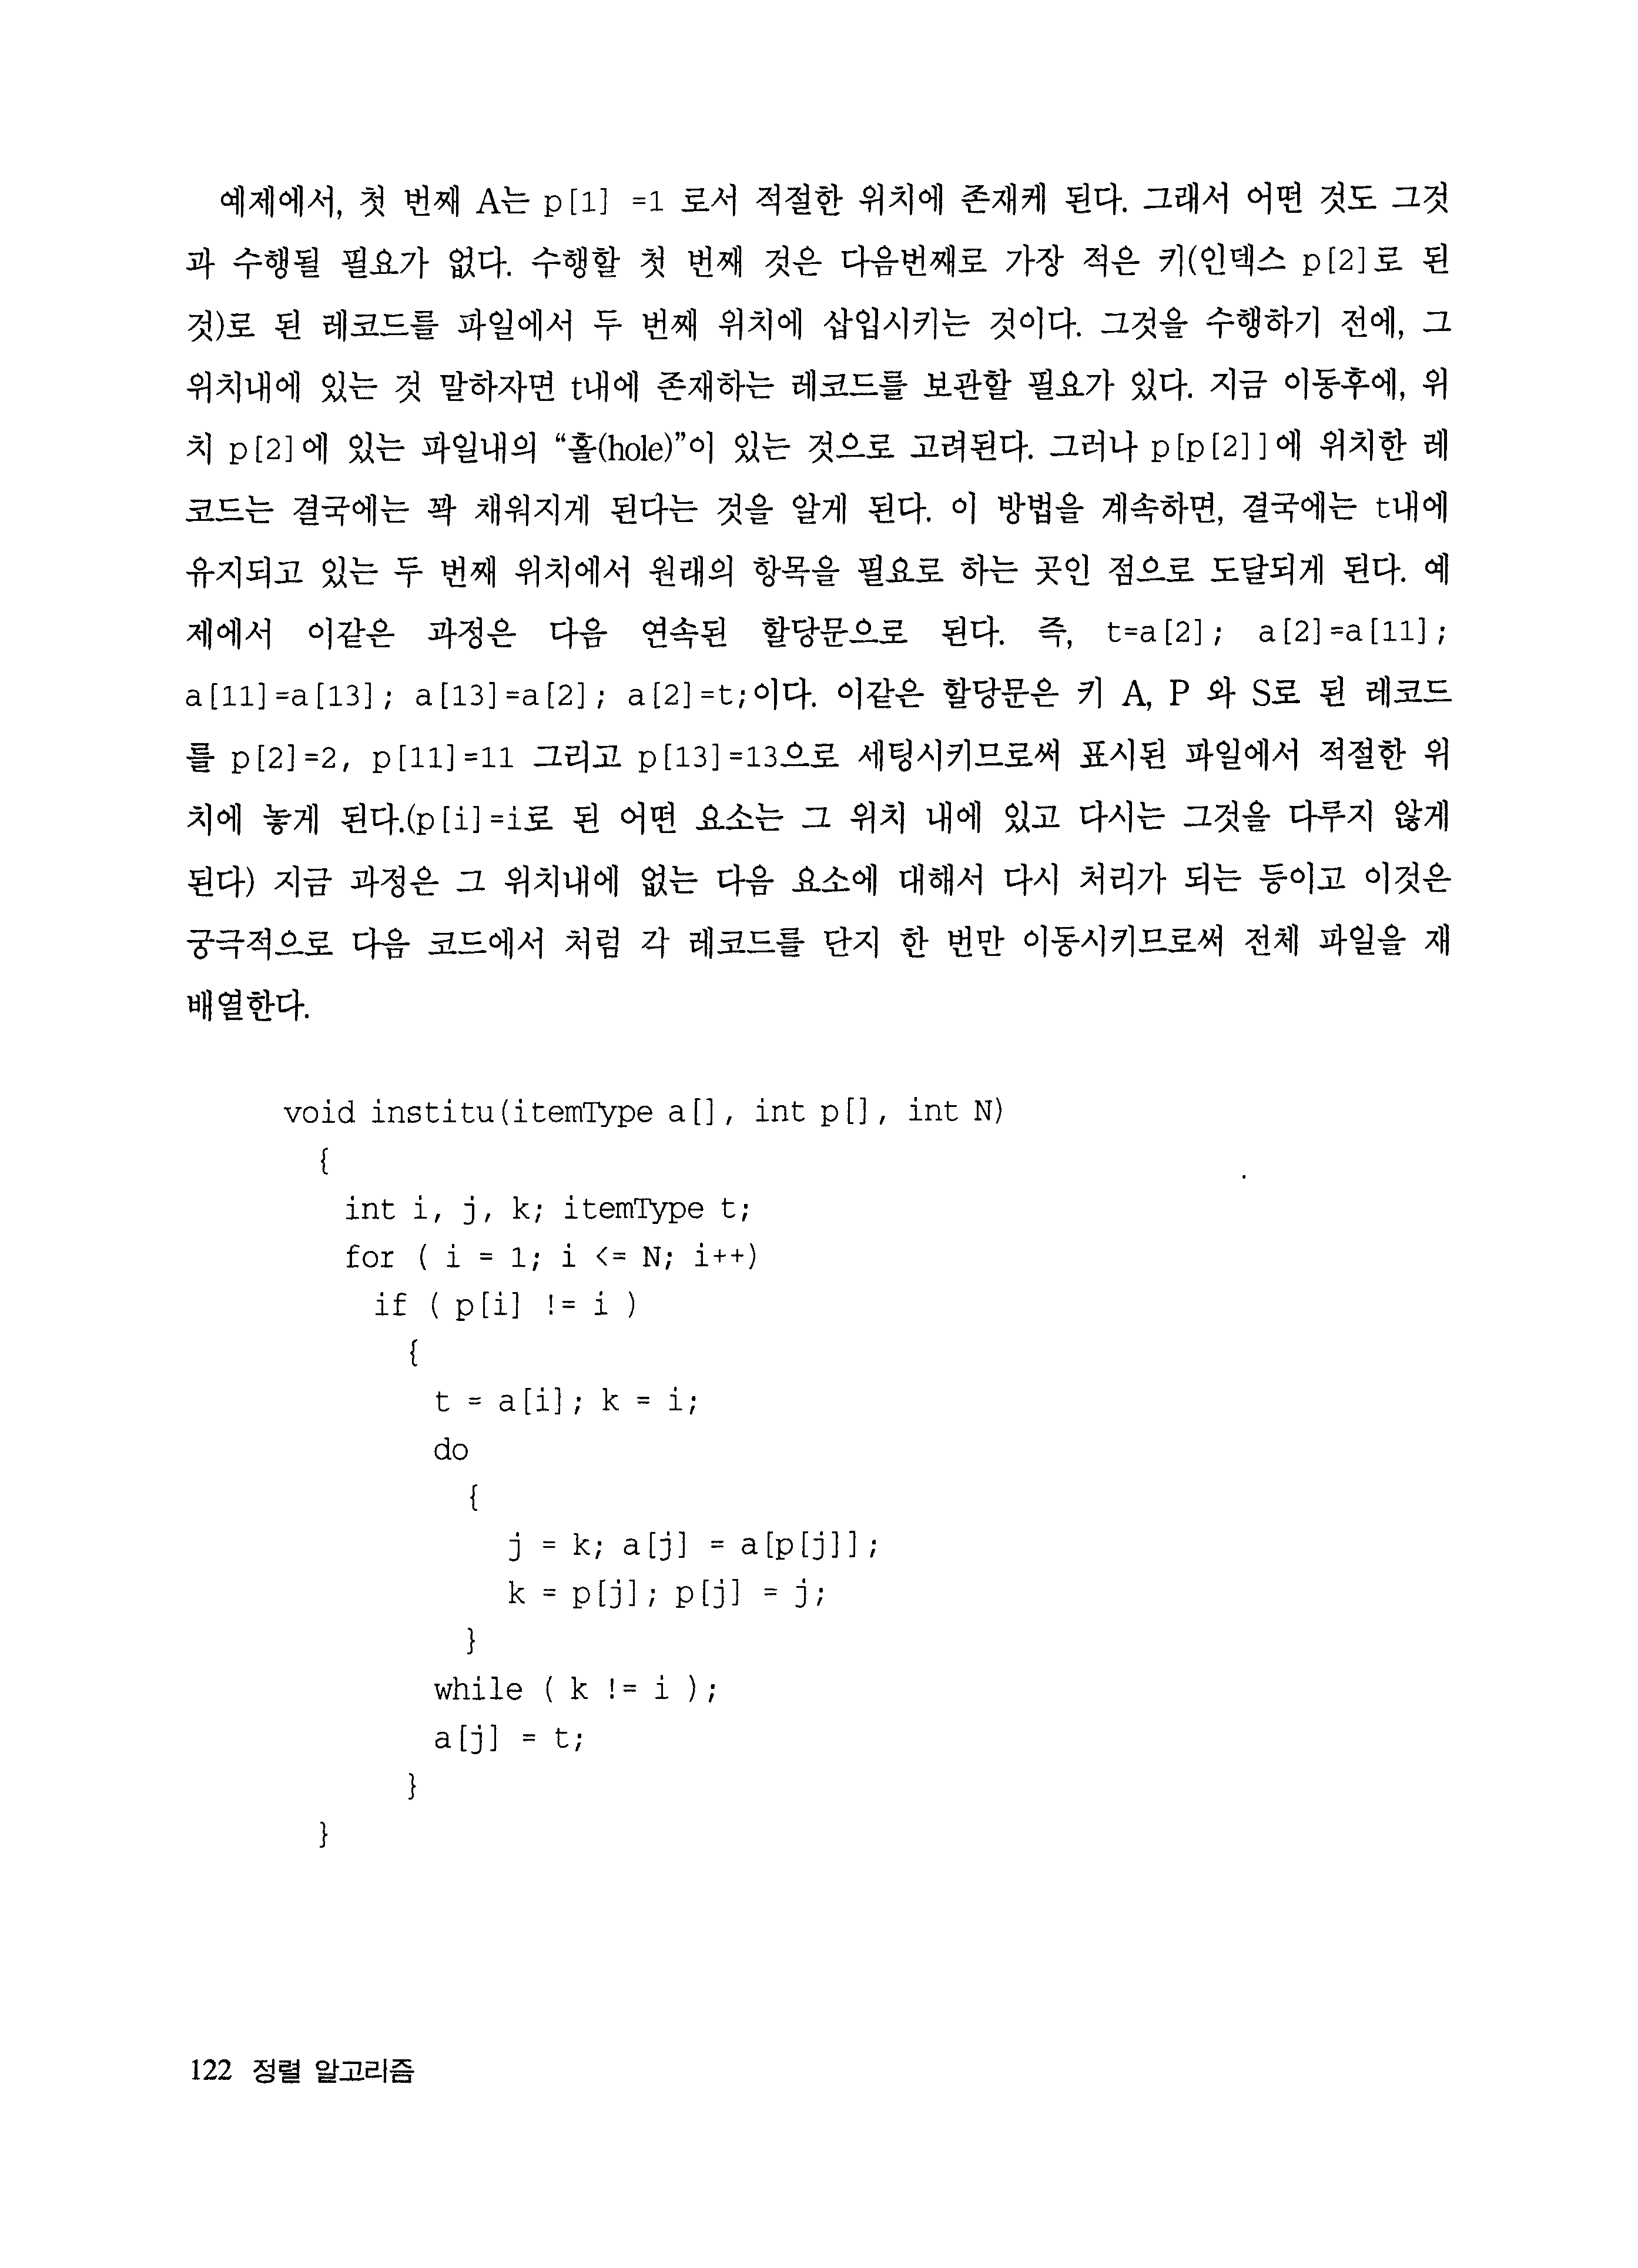 예제에서, 첫 번째 A는 p[1] =1 로서 적절한 위치에 존재케 된다. 그래서 어떤 것도 그것
과 수행될 필요가 없다. 수행할 첫 번째 것은 다음번째로 가장 적은 키(인덱스 p[2]로 된
것)로 된 레코드를 파일에서 두 번째 위치에 삽입시키는 것이다. 그것을 수행하기 전에, 그
위치내에 있는 것 말하자면 t내에 존재하는 레코드를 보관할 필요가 있다. 지금 이동후에, 위
치 p[2]에 있는 파일내의 “홀(hole)”이 있는 것으로 고려된다. 그러나 p[p[2]]에 위치한 레
코드는 결국에는 꽉 채워지게 된다는 것을 알게 된다. 이 방법을 계속하면, 결국에는 t내에
유지되고 있는 두 번째 위치에서 원래의 항목을 필요로 하는 곳인 점으로 도달되게 된다. 예
제에서 이같은 과정은 다음 연속된 할당문으로 된다. 즉, t=a[2]; a[2]=a[11];
a[11]=a[13]; a[13]=a[2]; a[2]=t;이다. 이같은 할당문은 키 A, P 와 S로 된 레코드
를 p[2]=2, p[11]=11 그리고 p[13]=13으로 세팅시키므로써 표시된 파일에서 적절한 위
치에 놓게 된다.(p[i]=i로 된 어떤 요소는 그 위치 내에 있고 다시는 그것을 다루지 않게
된다) 지금 과정은 그 위치내에 없는 다음 요소에 대해서 다시 처리가 되는 등이고 이것은
궁극적으로 다음 코드에서 처럼 각 레코드를 단지 한 번만 이동시키므로써 전체 파일을 재
배열한다.
void institu(itemType a[], int p[], int N)
{
int i, j, k; itemType t;
for ( i = 1; i <= N; i++)
if ( p[i] != i )
{
t = a[i]; k = i;
do
{
j = k; a[j] = a[p[j]];
k = p[j]; p[j] = j;
}
while ( k != i );
a[j] = t;
}
}
122 정렬 알고리즘